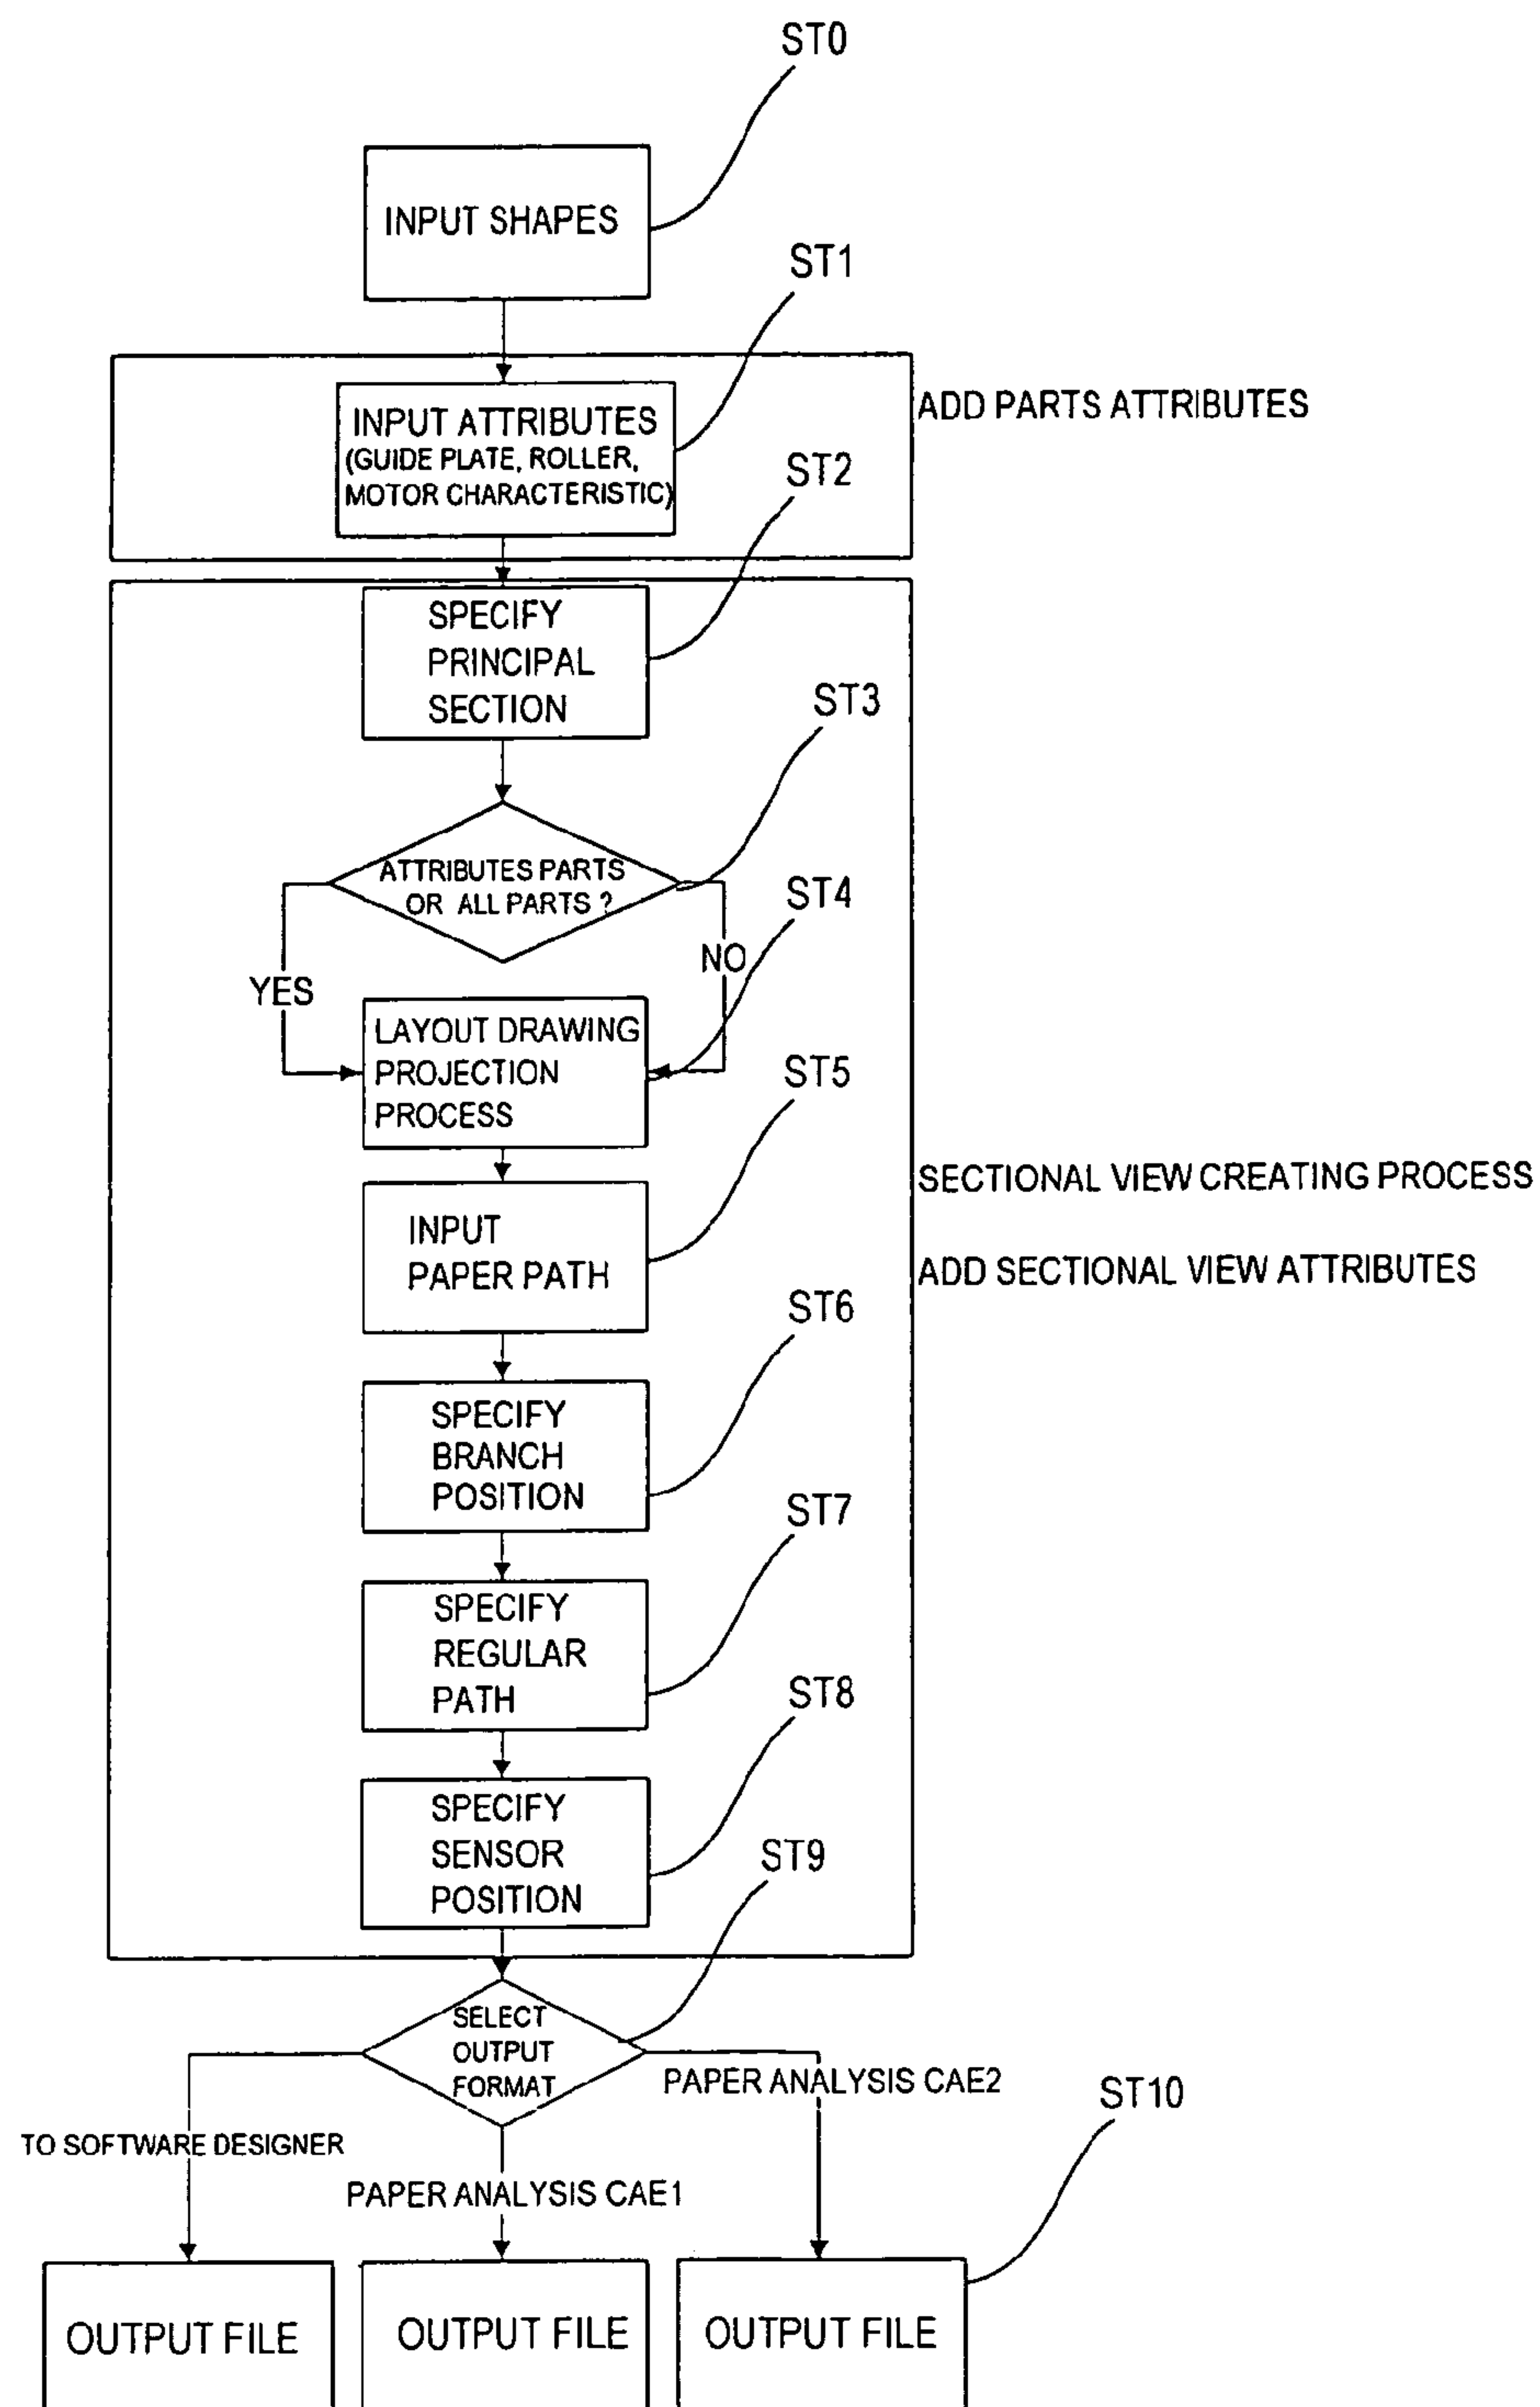 ST0
INPUT SHAPES
ST1
ADD PARTS ATTRIBUTES
INPUT ATTRIBUTES
(GUIDE PLATE, ROLLER,
MOTOR CHARACTERISTIC)
ST2
SPECIFY
PRINCIPAL
SECTION
ST3
ATTRIBUTES PARTS
OR ALL PARTS ?
ST4
NO
YES
LAYOUT DRAWING
PROJECTION
PROCESS
ST5
SECTIONAL VIEW CREATING PROCESS
INPUT
PAPER PATH
ADD SECTIONAL VIEW ATTRIBUTES
ST6
SPECIFY
BRANCH
POSITION
ST7
SPECIFY
REGULAR
PATH
ST8
SPECIFY
SENSOR
POSITION
ST9
SELECT
OUTPUT
FORMAT
PAPER ANALYSIS CAE2
ST10
TO SOFTWARE DESIGNER
PAPER ANALYSIS CAE1
OUTPUT FILE
OUTPUT FILE
OUTPUT FILE